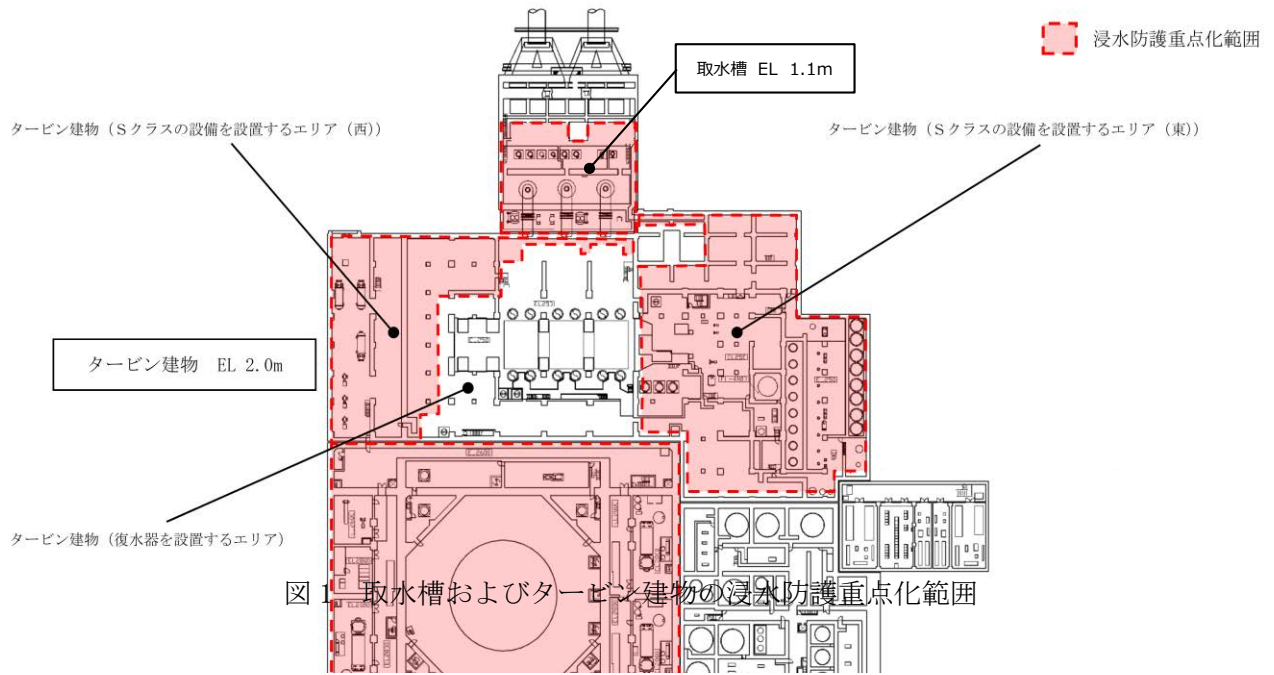 浸水防護重点化範囲
取水槽 EL 1.1m
タービン建物（Ｓクラスの設備を設置するエリア（西））
タービン建物（Ｓクラスの設備を設置するエリア（東））
タービン建物 EL 2.0m
タービン建物（復水器を設置するエリア）
図 1 取水槽およびタービン建物の浸水防護重点化範囲